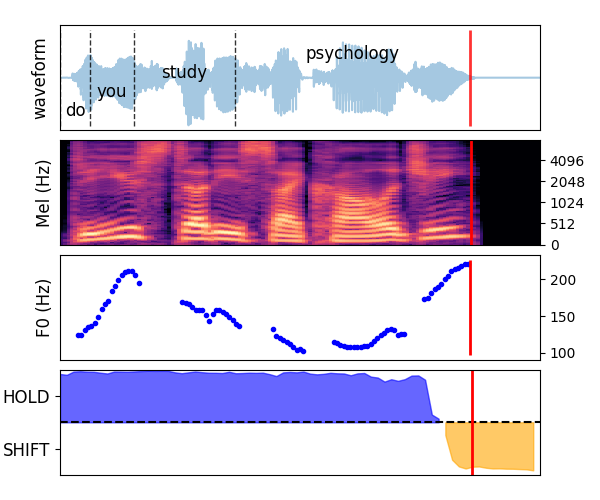 waveform
do
you
study
psychology
Mel (Hz)
4096
2048
1024
512
0
F0 (Hz)
200
150
100
HOLD
SHIFT